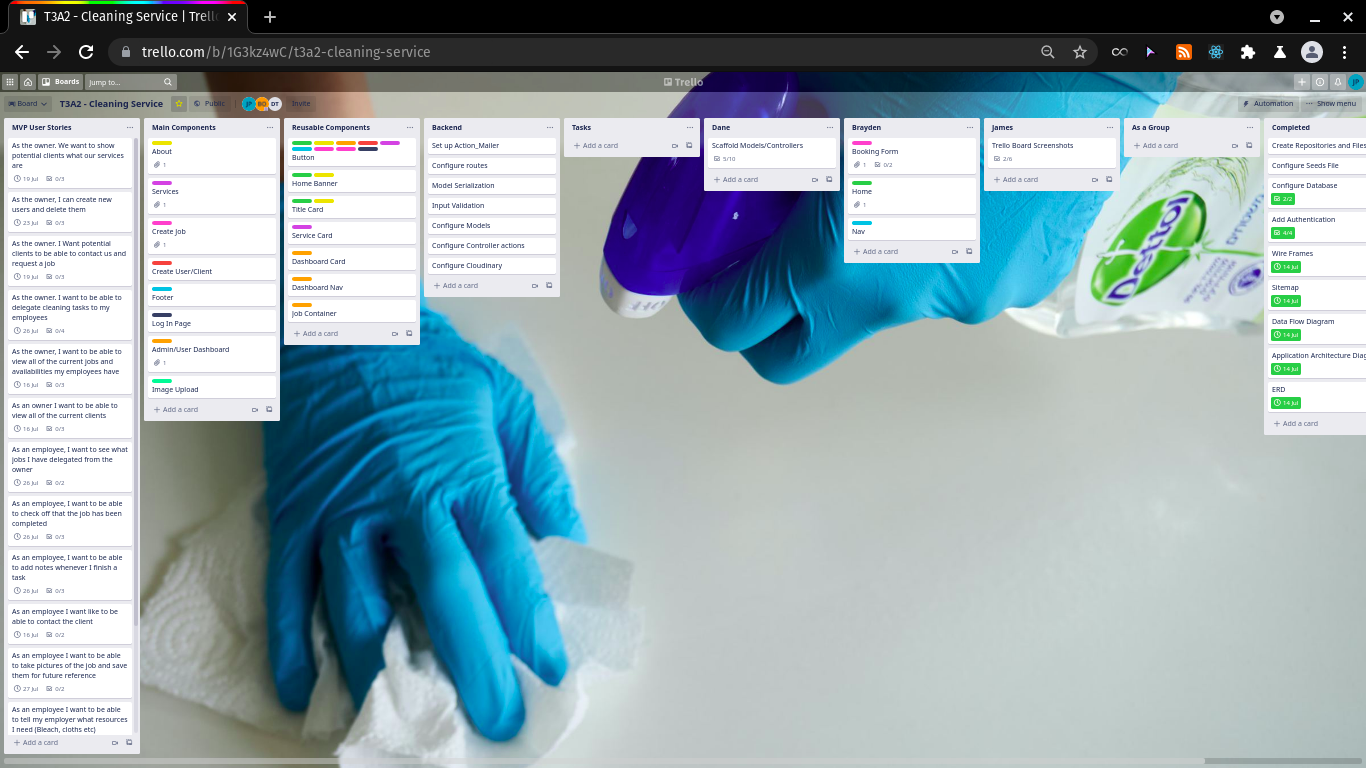 T3A2 - Cleaning Service | Trell
trello.com/b/1G3kz4wC/t3a2-cleaning-service
Boards
Jump to...
Trello
JP
Board
T3A2 - Cleaning Service
Public
JP
BO
DT
Invite
Automation
Show menu
MVP User Stories
As the owner. We want to show
potential clients what our services
are
19 Jul 0/3
As the owner, I can create new
users and delete them
23 Jul 0/3
As the owner. I Want potential
clients to be able to contact us and
request a job
19 Jul 0/3
As the owner. I want to be able to
delegate cleaning tasks to my
employees
26 Jul 0/4
As the owner, I want to be able to
view all of the current jobs and
availabilities my employees have
16 Jul 0/3
As an owner I want to be able to
view all of the current clients
16 Jul 0/3
As an employee, I want to see what
jobs I have delegated from the
owner
26 Jul 0/2
As an employee, I want to be able
to check off that the job has been
completed
26 Jul 0/3
As an employee, I want to be able
to add notes whenever I finish a
task
26 Jul 0/3
As an employee I want like to be
able to contact the client
16 Jul 0/2
As an employee I want to be able
to take pictures of the job and save
them for future reference
27 Jul 0/2
As an employee I want to be able
to tell my employer what resources
I need (Bleach, cloths etc)
+ Add a card
Main Components
About
1
Services
1
Create Job
1
Create User/Client
Footer
Log In Page
Admin/User Dashboard
1
Image Upload
+ Add a card
Reusable Components
Button
Home Banner
Title Card
Service Card
Dashboard Card
Dashboard Nav
Job Container
+ Add a card
Backend
Set up Action_Mailer
Configure routes
Model Serialization
Input Validation
Configure Models
Configure Controller actions
Configure Cloudinary
+ Add a card
Tasks
+ Add a card
Dane
Scaffold Models/Controllers
5/10
+ Add a card
Brayden
Booking Form
1 0/2
Home
1
Nav
+ Add a card
James
Trello Board Screenshots
2/6
+ Add a card
As a Group
+ Add a card
Completed
Create Repositories and Files
Configure Seeds File
Configure Database
2/2
Add Authentication
4/4
Wire Frames
14 Jul
Sitemap
14 Jul
Data Flow Diagram
14 Jul
Application Architecture Diag
14 Jul
ERD
14 Jul
+ Add a card
Dettol